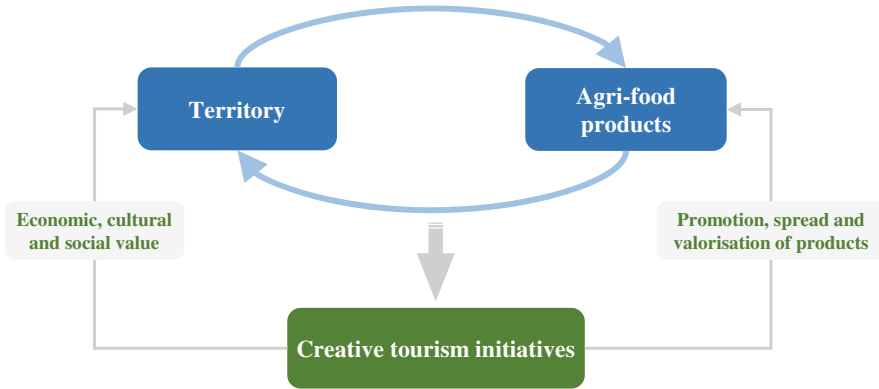 Territory
Agri-food
products
Economic, cultural
and social value
Promotion, spread and
valorisation of products
Creative tourism initiatives